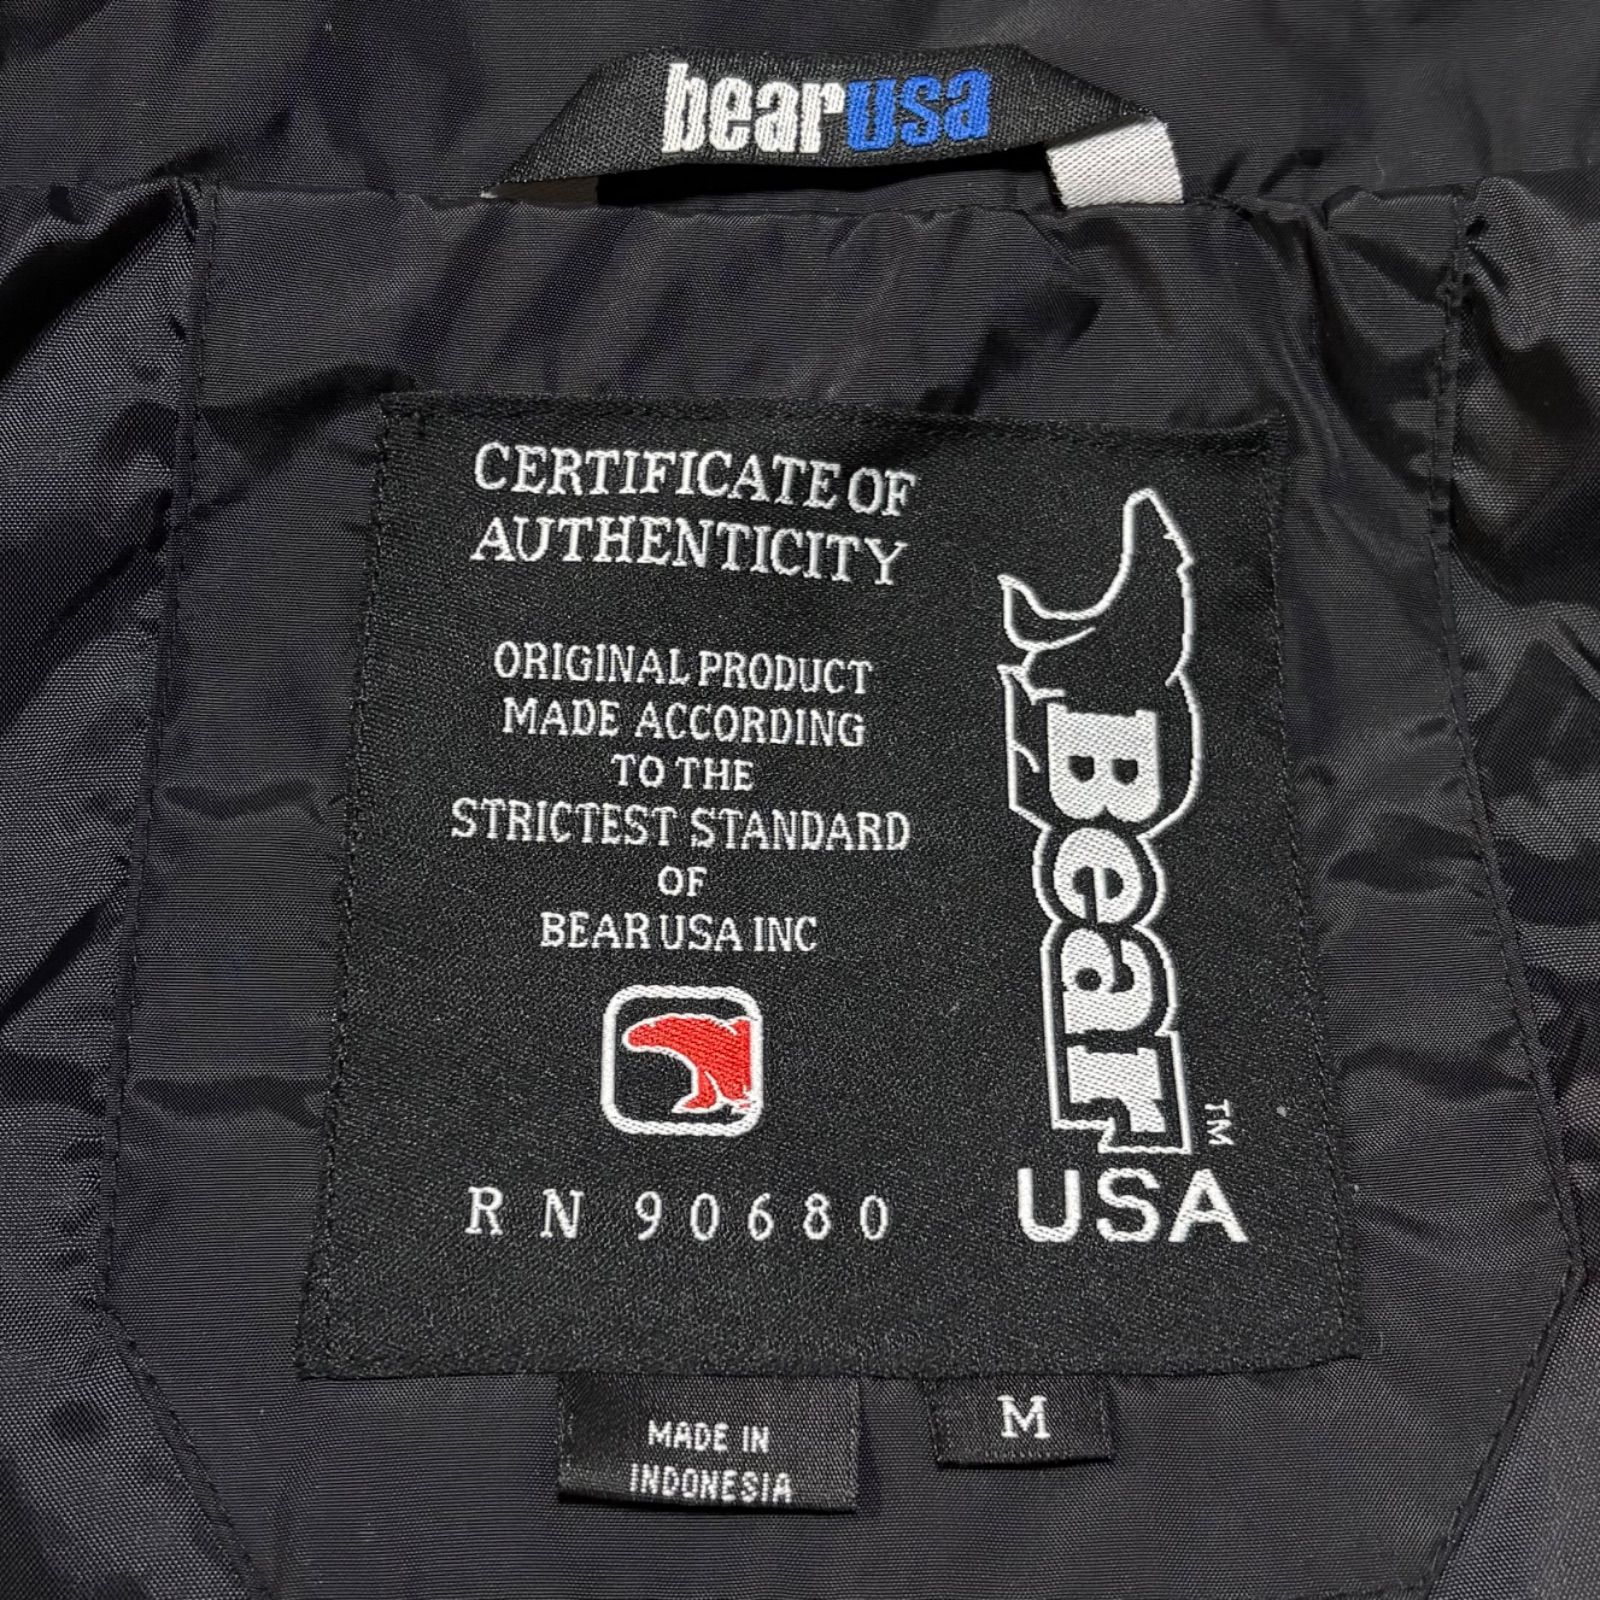 bearusa
CERTIFICATE OF
AUTHENTICITY
ORIGINAL PRODUCT
MADE ACCORDING
TO THE
STRICTEST STANDARD
OF
BEAR USA INC
RN 90680
Bear
TM
USA
MADE IN
INDONESIA
M